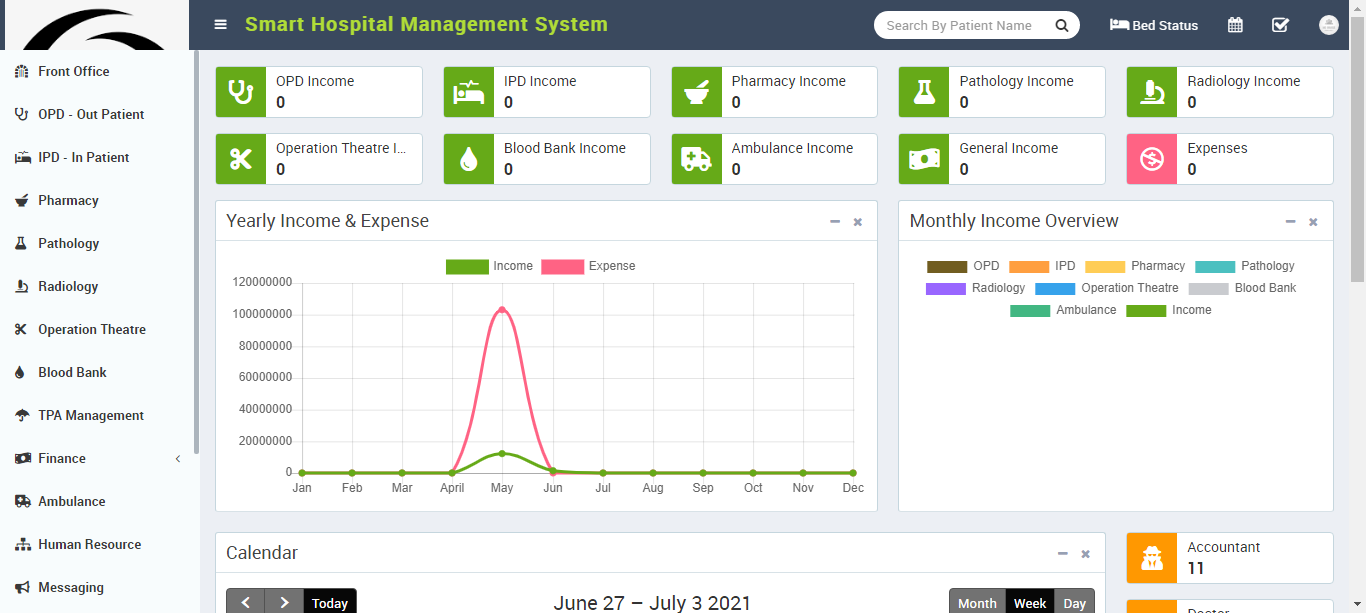 Smart Hospital Management System
Search By Patient Name
Bed Status
Front Office
OPD - Out Patient
IPD - In Patient
Pharmacy
Pathology
Radiology
Operation Theatre
Blood Bank
TPA Management
Finance
Ambulance
Human Resource
Messaging
OPD Income
0
IPD Income
0
Pharmacy Income
0
Pathology Income
0
Radiology Income
0
Operation Theatre I...
0
Blood Bank Income
0
Ambulance Income
0
General Income
0
Expenses
0
Yearly Income & Expense
Income Expense
120000000
100000000
80000000
60000000
40000000
20000000
0
Jan Feb Mar April May Jun Jul Aug Sep Oct Nov Dec
Monthly Income Overview
OPD IPD Pharmacy Pathology
Radiology Operation Theatre Blood Bank
Ambulance Income
Calendar
Today
June 27 – July 3 2021
Month Week Day
Accountant
11
Doctor